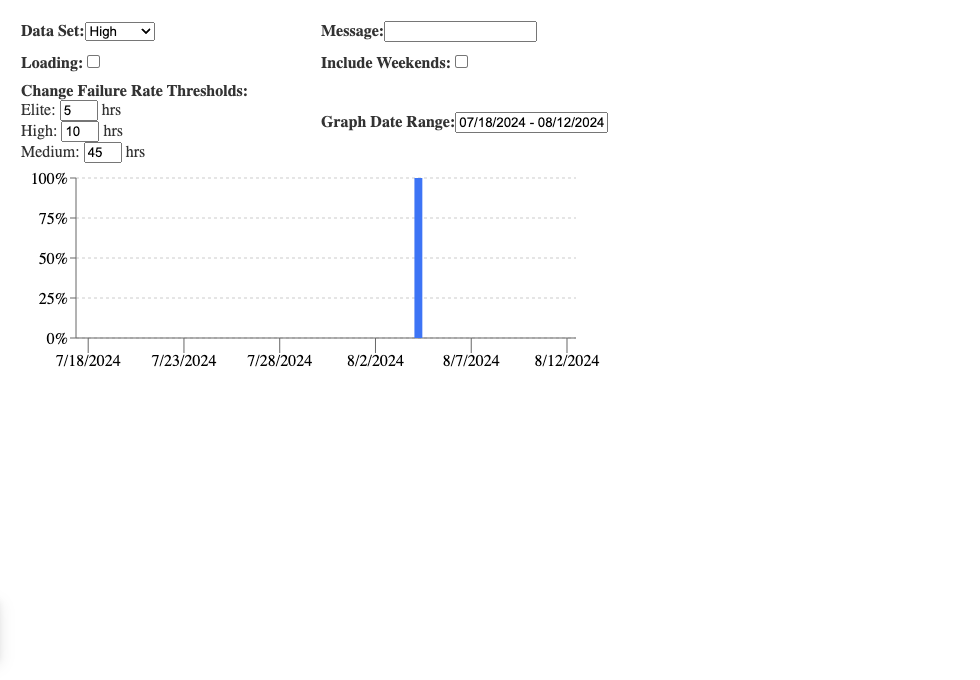 Data Set: High Message:
Loading: Include Weekends:
Change Failure Rate Thresholds:
Elite: 5 hrs
High: 10 hrs
Medium: 45 hrs
Graph Date Range: 07/18/2024 - 08/12/2024
100%
75%
50%
25%
0%
7/18/2024 7/23/2024 7/28/2024 8/2/2024 8/7/2024 8/12/2024